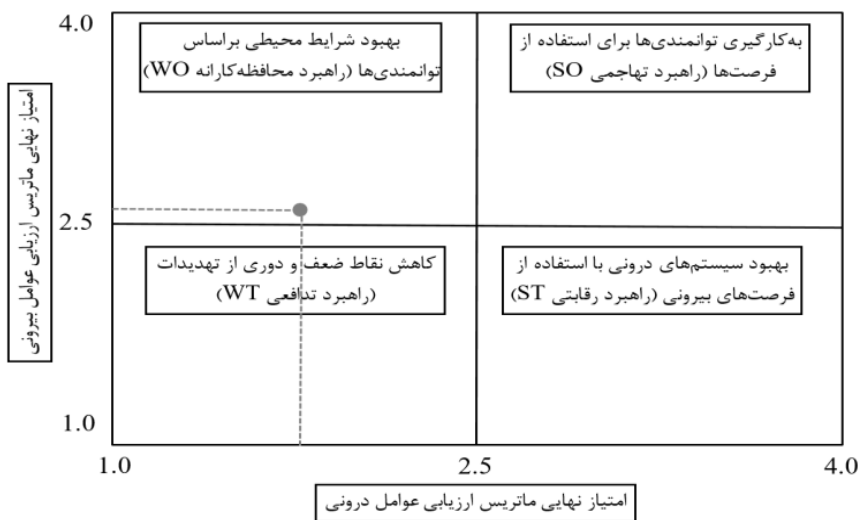 4.0
بهبود شرایط محیطی براساس
توانمندی‌ها (راهبرد محافظه‌کارانه WO)
به‌کارگیری توانمندی‌ها برای استفاده از
فرصت‌ها (راهبرد تهاجمی SO)
امتیاز نهایی ماتریس ارزیابی عوامل بیرونی
2.5
کاهش نقاط ضعف و دوری از تهدیدات
(راهبرد تدافعی WT)
بهبود سیستم‌های درونی با استفاده از
فرصت‌های بیرونی (راهبرد رقابتی ST)
1.0
1.0
2.5
4.0
امتیاز نهایی ماتریس ارزیابی عوامل درونی